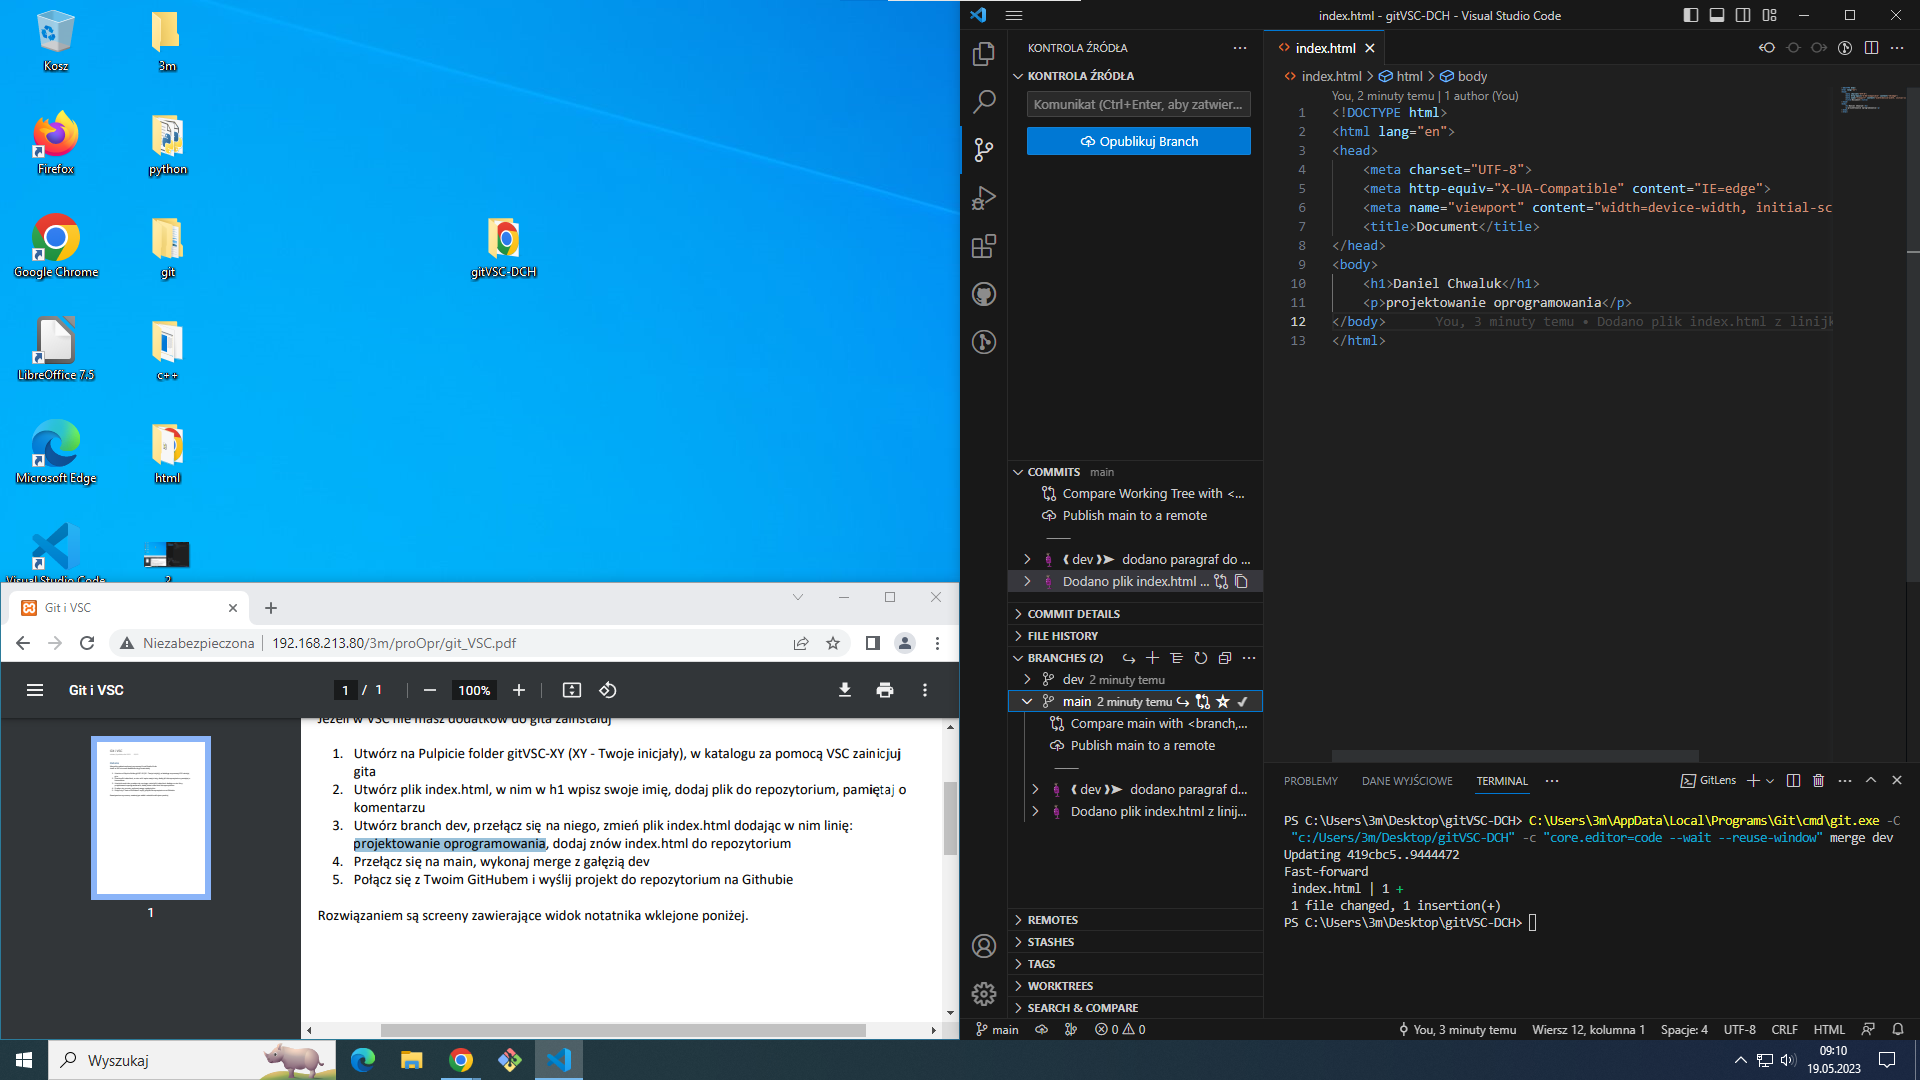 Kosz
3m
Firefox
python
Google Chrome
git
gitVSC-DCH
LibreOffice 7.5
c++
Microsoft Edge
html
Visual Studio Code
2
Git i VSC
Niezabezpieczona
192.168.213.80/3m/proOpr/git_VSC.pdf
Git i VSC
1 / 1
100%
1
Jeżeli w VSC nie masz dodatków do gita zainstaluj
1. Utwórz na Pulpicie folder gitVSC-XY (XY - Twoje inicjały), w katalogu za pomocą VSC zainicjuj
gita
2. Utwórz plik index.html, w nim w h1 wpisz swoje imię, dodaj plik do repozytorium, pamiętaj o
komentarzu
3. Utwórz branch dev, przełącz się na niego, zmień plik index.html dodając w nim linię:
projektowanie oprogramowania, dodaj znów index.html do repozytorium
4. Przełącz się na main, wykonaj merge z gałęzią dev
5. Połącz się z Twoim GitHubem i wyślij projekt do repozytorium na Githubie
Rozwiązaniem są screeny zawierające widok notatnika wklejone poniżej.
index.html - gitVSC-DCH - Visual Studio Code
KONTROLA ŹRÓDŁA
KONTROLA ŹRÓDŁA
Komunikat (Ctrl+Enter, aby zatwier...
Opublikuj Branch
COMMITS main
Compare Working Tree with <...
Publish main to a remote
dev dodano paragraf do ...
Dodano plik index.html ...
COMMIT DETAILS
FILE HISTORY
BRANCHES (2)
dev 2 minuty temu
main 2 minuty temu
Compare main with <branch,...
Publish main to a remote
dev dodano paragraf d...
Dodano plik index.html z linij...
REMOTES
STASHES
TAGS
WORKTREES
SEARCH & COMPARE
index.html
index.html > html > body
You, 2 minuty temu | 1 author (You)
1 <!DOCTYPE html>
2 <html lang="en">
3 <head>
4 <meta charset="UTF-8">
5 <meta http-equiv="X-UA-Compatible" content="IE=edge">
6 <meta name="viewport" content="width=device-width, initial-sc
7 <title>Document</title>
8 </head>
9 <body>
10 <h1>Daniel Chwaluk</h1>
11 <p>projektowanie oprogramowania</p>
12 </body> You, 3 minuty temu • Dodano plik index.html z linijk
13 </html>
PROBLEMY DANE WYJŚCIOWE TERMINAL ... GitLens
PS C:\Users\3m\Desktop\gitVSC-DCH> C:\Users\3m\AppData\Local\Programs\Git\cmd\git.exe -C
"c:/Users/3m/Desktop/gitVSC-DCH" -c "core.editor=code --wait --reuse-window" merge dev
Updating 419cbc5..9444472
Fast-forward
index.html | 1 +
1 file changed, 1 insertion(+)
PS C:\Users\3m\Desktop\gitVSC-DCH>
main
0 0
You, 3 minuty temu
Wiersz 12, kolumna 1
Spacje: 4
UTF-8
CRLF
HTML
Wyszukaj
09:10
19.05.2023